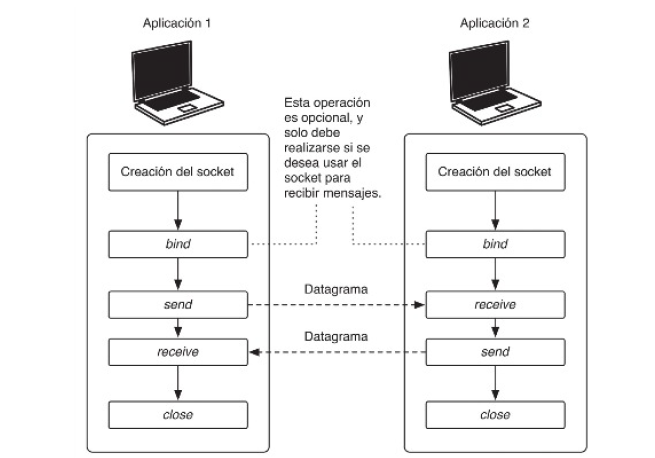 Aplicación 1
Aplicación 2
Esta operación
es opcional, y
solo debe
realizarse si se
desea usar el
socket para
recibir mensajes.
Creación del socket
Creación del socket
bind
bind
send
Datagrama
receive
receive
Datagrama
send
close
close